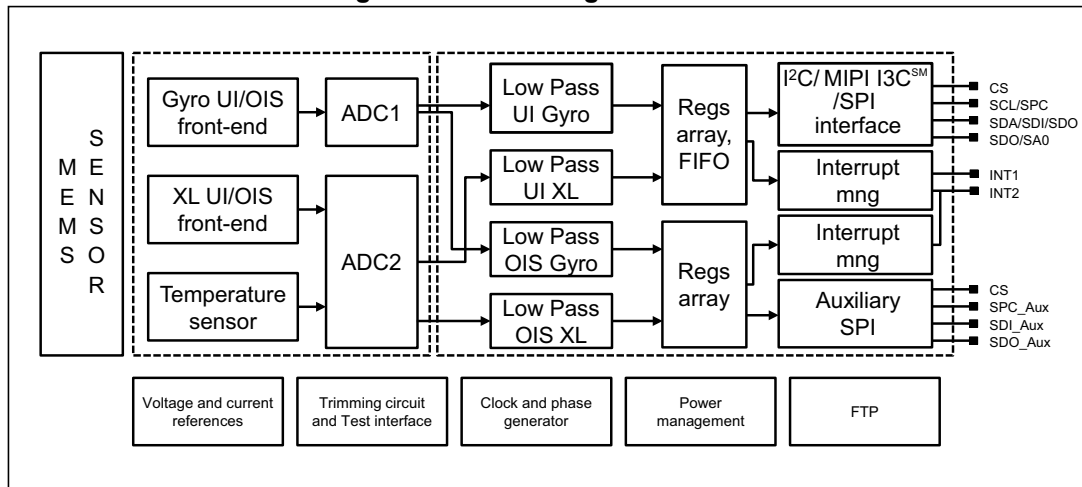 MEMS
SENSOR
Gyro UI/OIS
front-end
XL UI/OIS
front-end
Temperature
sensor
ADC1
ADC2
Low Pass
UI Gyro
Low Pass
UI XL
Low Pass
OIS Gyro
Low Pass
OIS XL
Regs
array,
FIFO
Regs
array
I²C/ MIPI I3C℠
/SPI
interface
Interrupt
mng
Interrupt
mng
Auxiliary
SPI
CS
SCL/SPC
SDA/SDI/SDO
SDO/SA0
INT1
INT2
CS
SPC_Aux
SDI_Aux
SDO_Aux
Voltage and current
references
Trimming circuit
and Test interface
Clock and phase
generator
Power
management
FTP